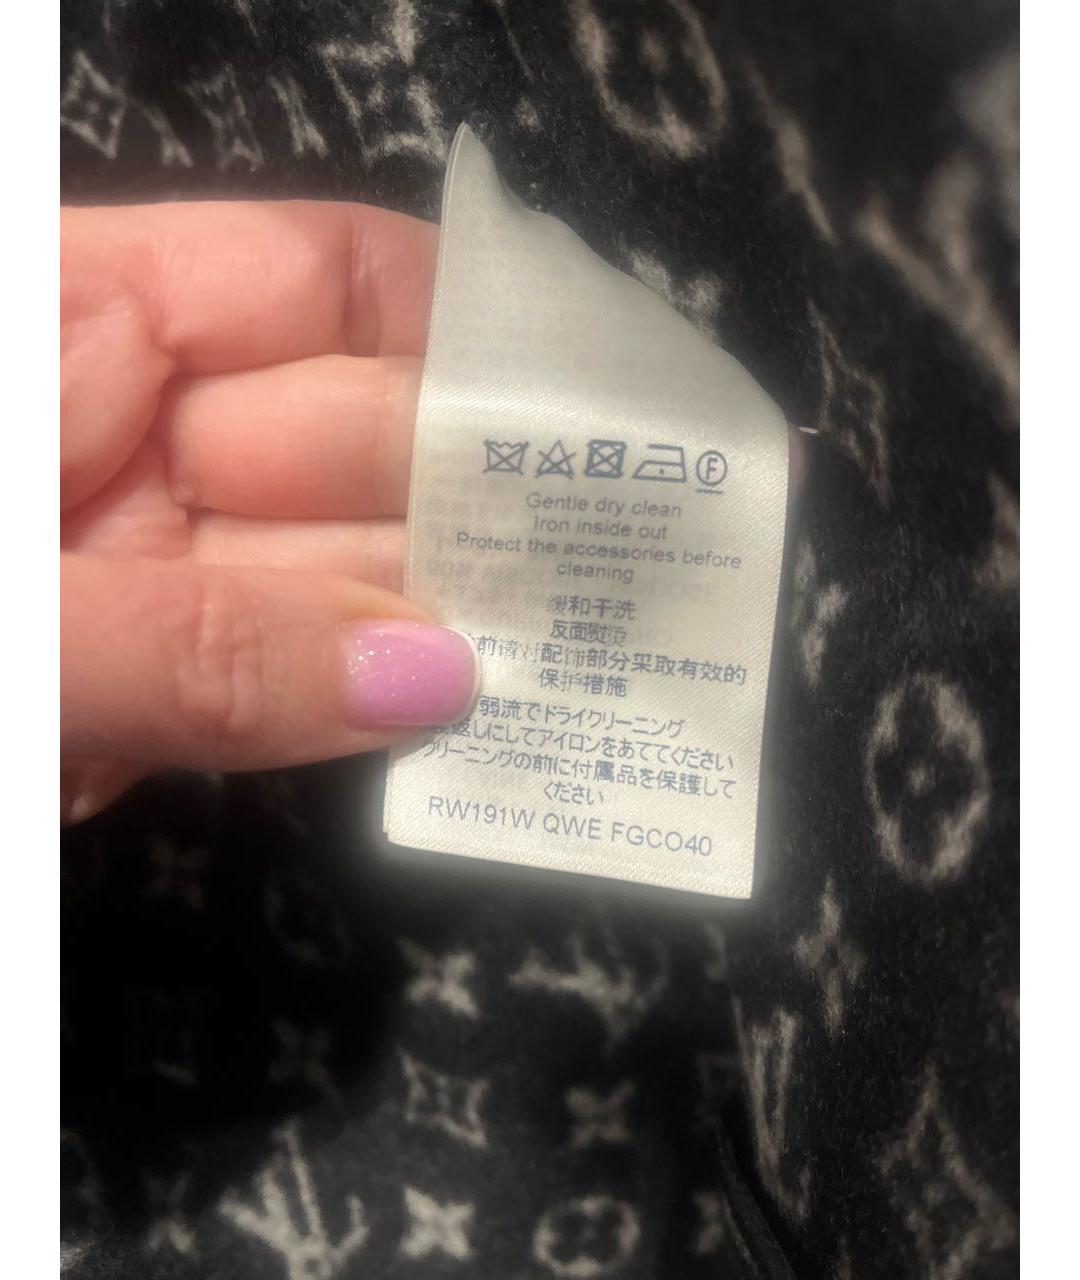 F
Gentle dry clean
Iron inside out
Protect the accessories before
cleaning
缓和干洗
反面熨烫
前请对配饰部分采取有效的
保护措施
弱流でドライクリーニング
返しにしてアイロンをあててください
クリーニングの前に付属品を保護して
ください
RW191W QWE FGCO40